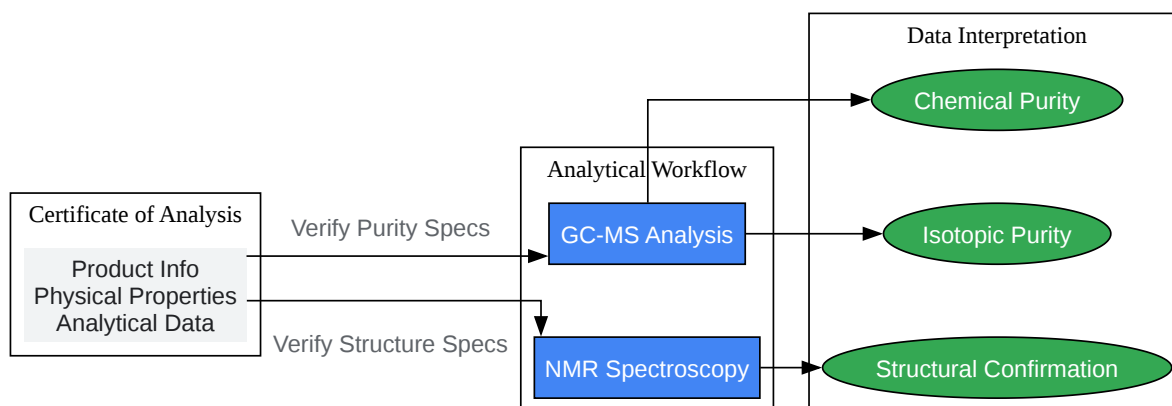 Data Interpretation
Chemical Purity
Analytical Workflow
Certificate of Analysis
Verify Purity Specs
GC-MS Analysis
Isotopic Purity
Product Info
Physical Properties
Analytical Data
Verify Structure Specs
NMR Spectroscopy
Structural Confirmation